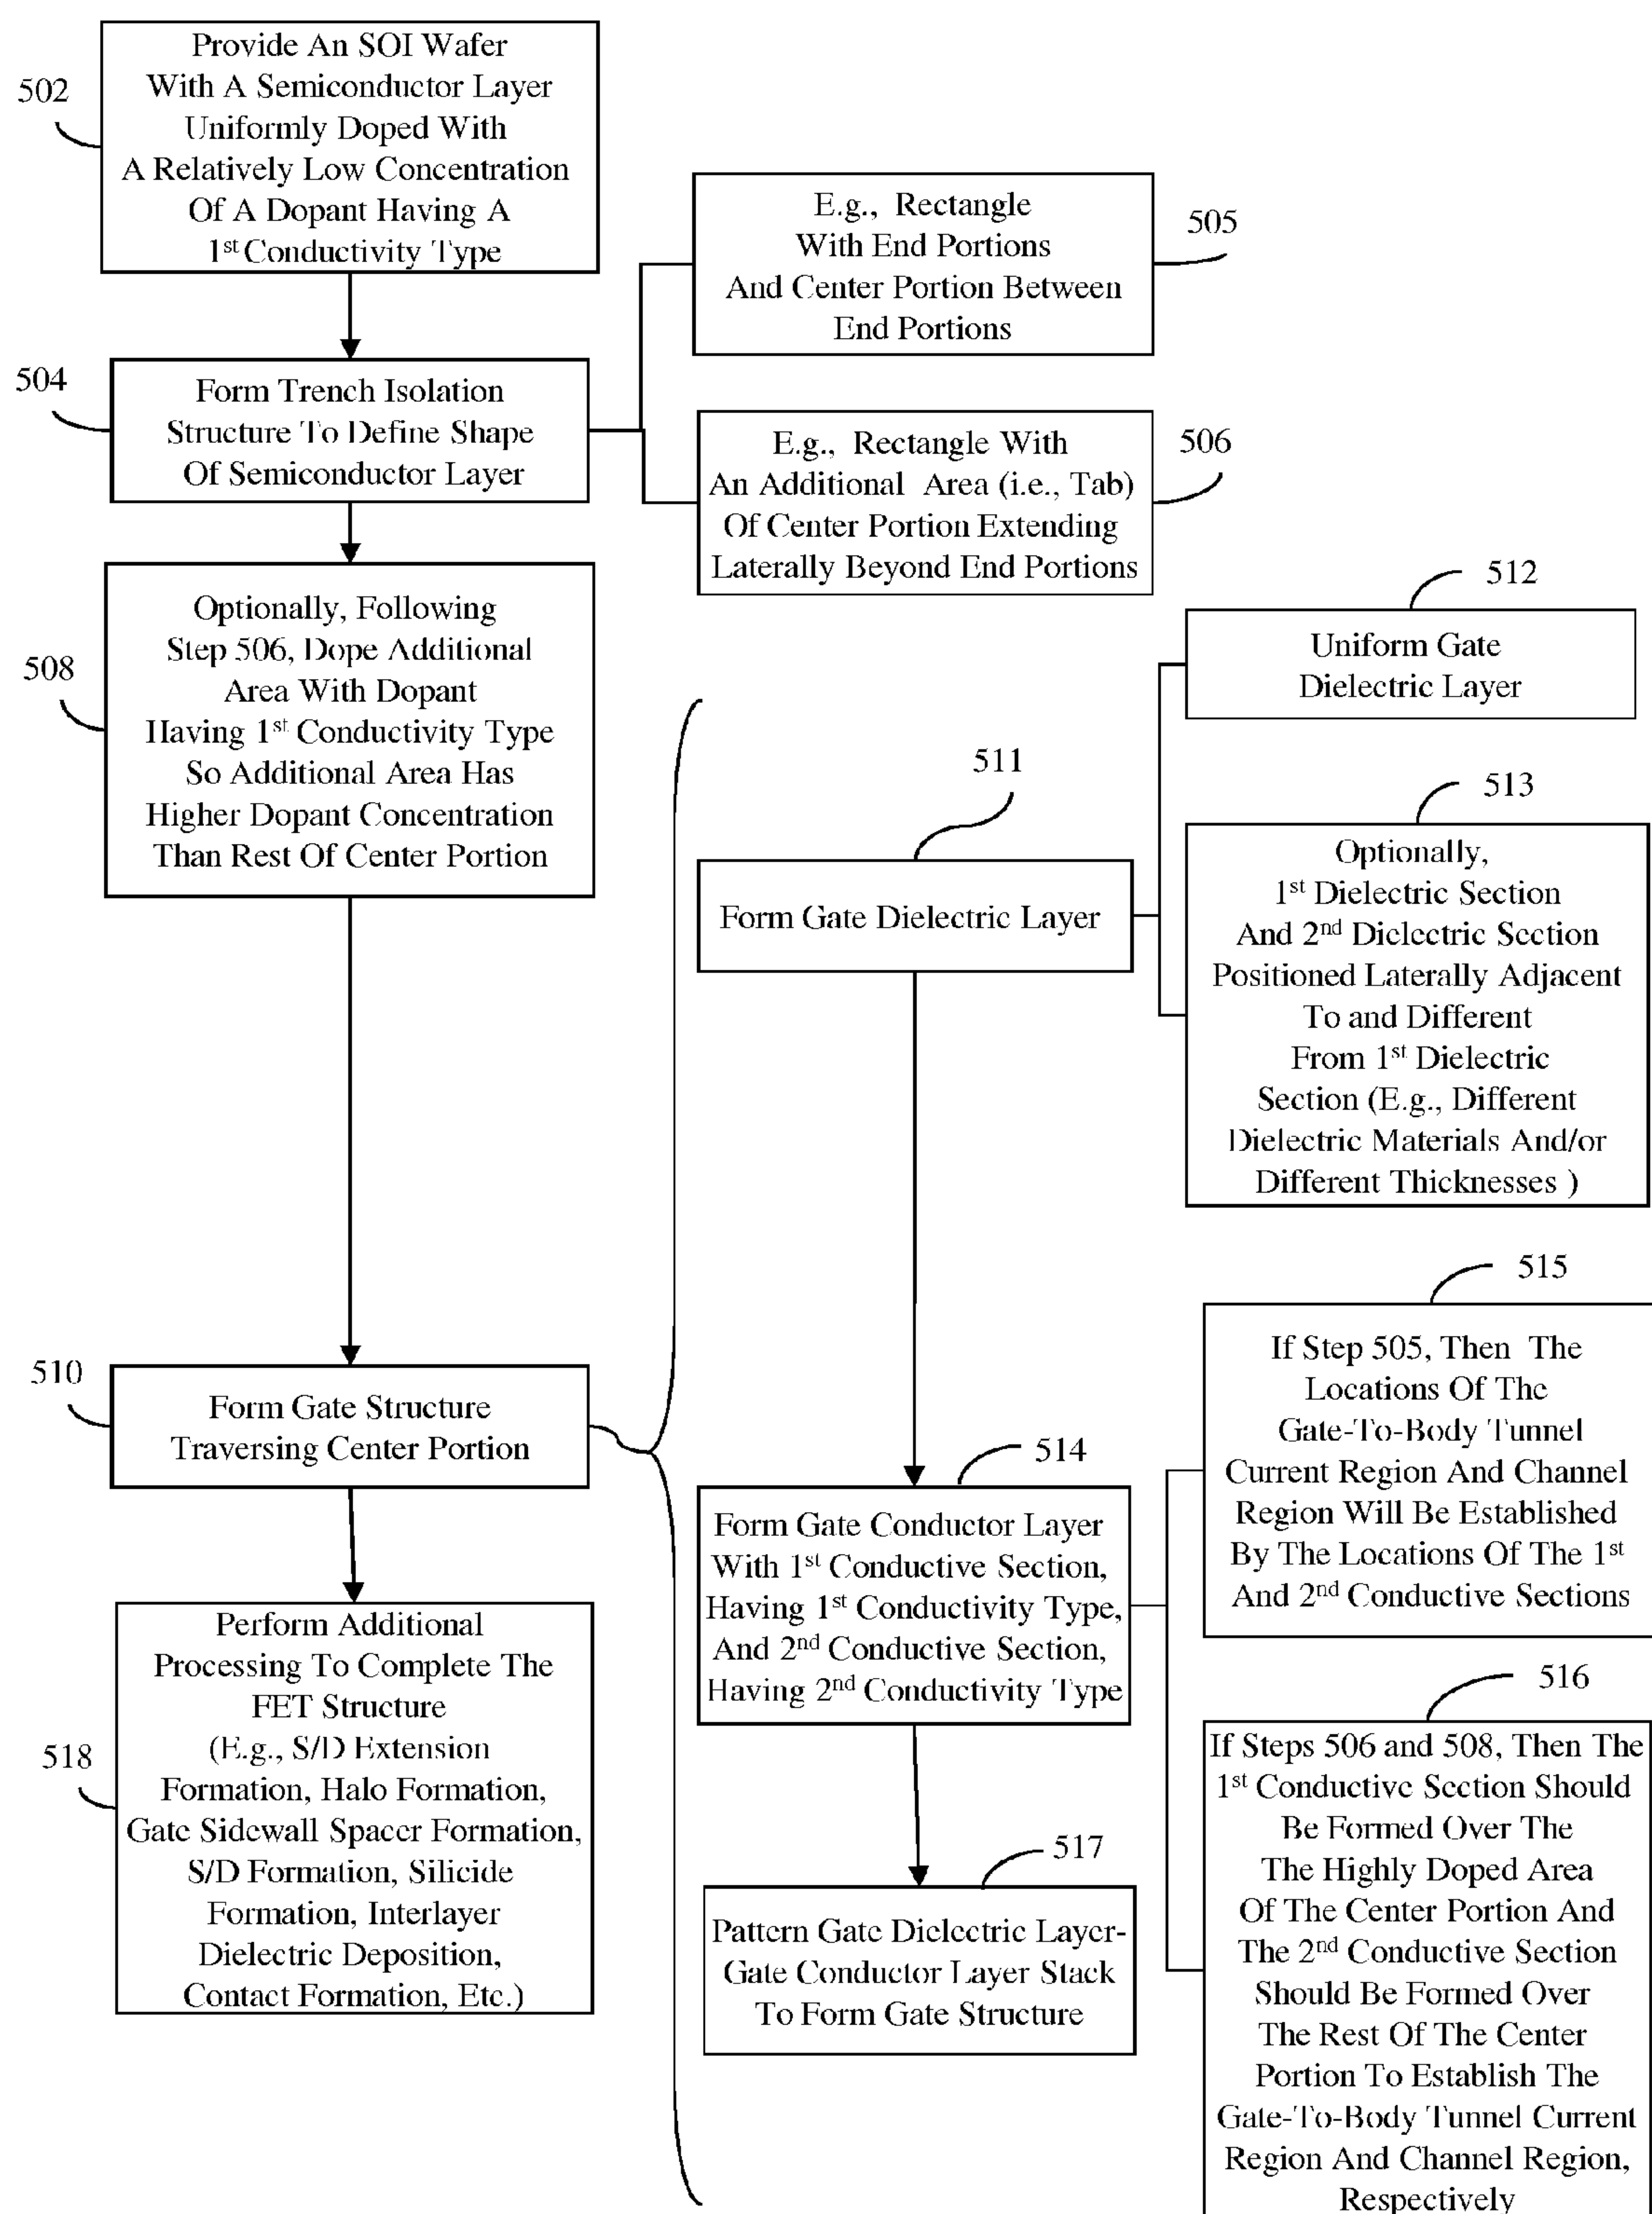 502
Provide An SOI Wafer
With A Semiconductor Layer
Uniformly Doped With
A Relatively Low Concentration
Of A Dopant Having A
1st Conductivity Type
504
Form Trench Isolation
Structure To Define Shape
Of Semiconductor Layer
505
E.g., Rectangle
With End Portions
And Center Portion Between
End Portions
506
E.g., Rectangle With
An Additional Area (i.e., Tab)
Of Center Portion Extending
Laterally Beyond End Portions
508
Optionally, Following
Step 506, Dope Additional
Area With Dopant
Having 1st Conductivity Type
So Additional Area Has
Higher Dopant Concentration
Than Rest Of Center Portion
510
Form Gate Structure
Traversing Center Portion
511
Form Gate Dielectric Layer
512
Uniform Gate
Dielectric Layer
513
Optionally,
1st Dielectric Section
And 2nd Dielectric Section
Positioned Laterally Adjacent
To and Different
From 1st Dielectric
Section (E.g., Different
Dielectric Materials And/or
Different Thicknesses )
514
Form Gate Conductor Layer
With 1st Conductive Section,
Having 1st Conductivity Type,
And 2nd Conductive Section,
Having 2nd Conductivity Type
515
If Step 505, Then The
Locations Of The
Gate-To-Body Tunnel
Current Region And Channel
Region Will Be Established
By The Locations Of The 1st
And 2nd Conductive Sections
516
If Steps 506 and 508, Then The
1st Conductive Section Should
Be Formed Over The
The Highly Doped Area
Of The Center Portion And
The 2nd Conductive Section
Should Be Formed Over
The Rest Of The Center
Portion To Establish The
Gate-To-Body Tunnel Current
Region And Channel Region,
Respectively
517
Pattern Gate Dielectric Layer-
Gate Conductor Layer Stack
To Form Gate Structure
518
Perform Additional
Processing To Complete The
FET Structure
(E.g., S/D Extension
Formation, Halo Formation,
Gate Sidewall Spacer Formation,
S/D Formation, Silicide
Formation, Interlayer
Dielectric Deposition,
Contact Formation, Etc.)